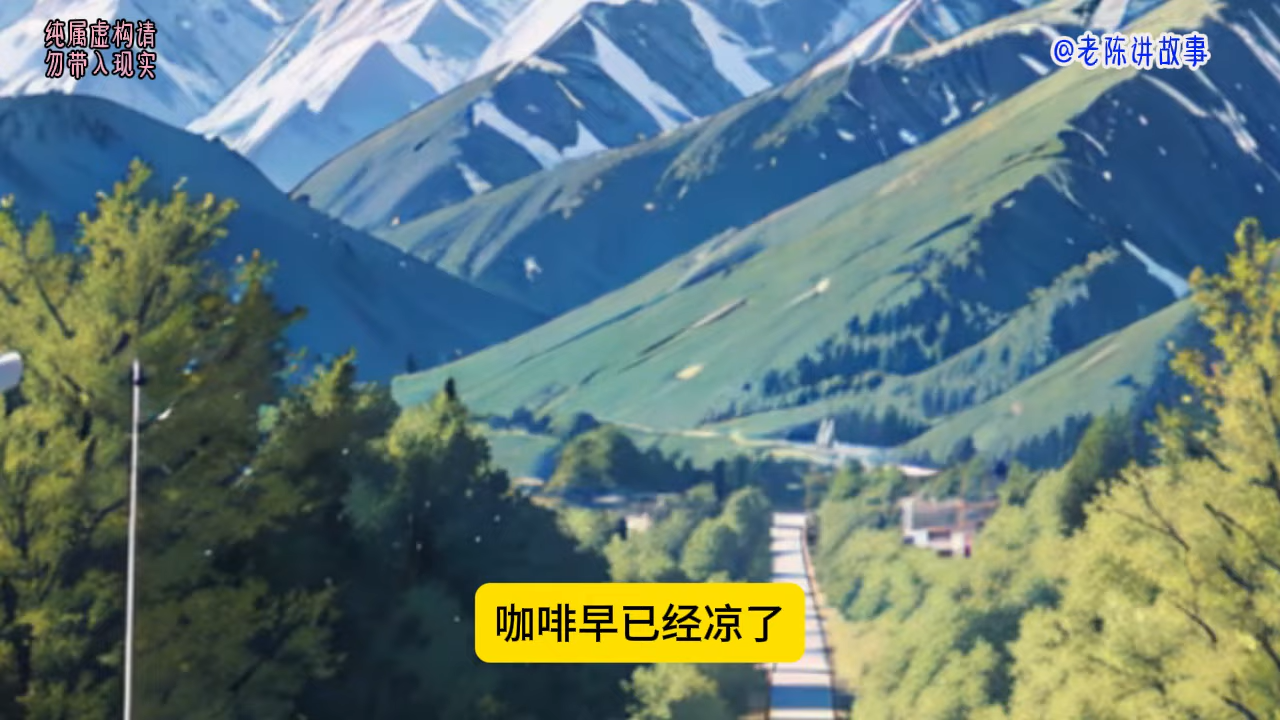 纯属虚构请
勿带入现实
@老陈讲故事
咖啡早已经凉了